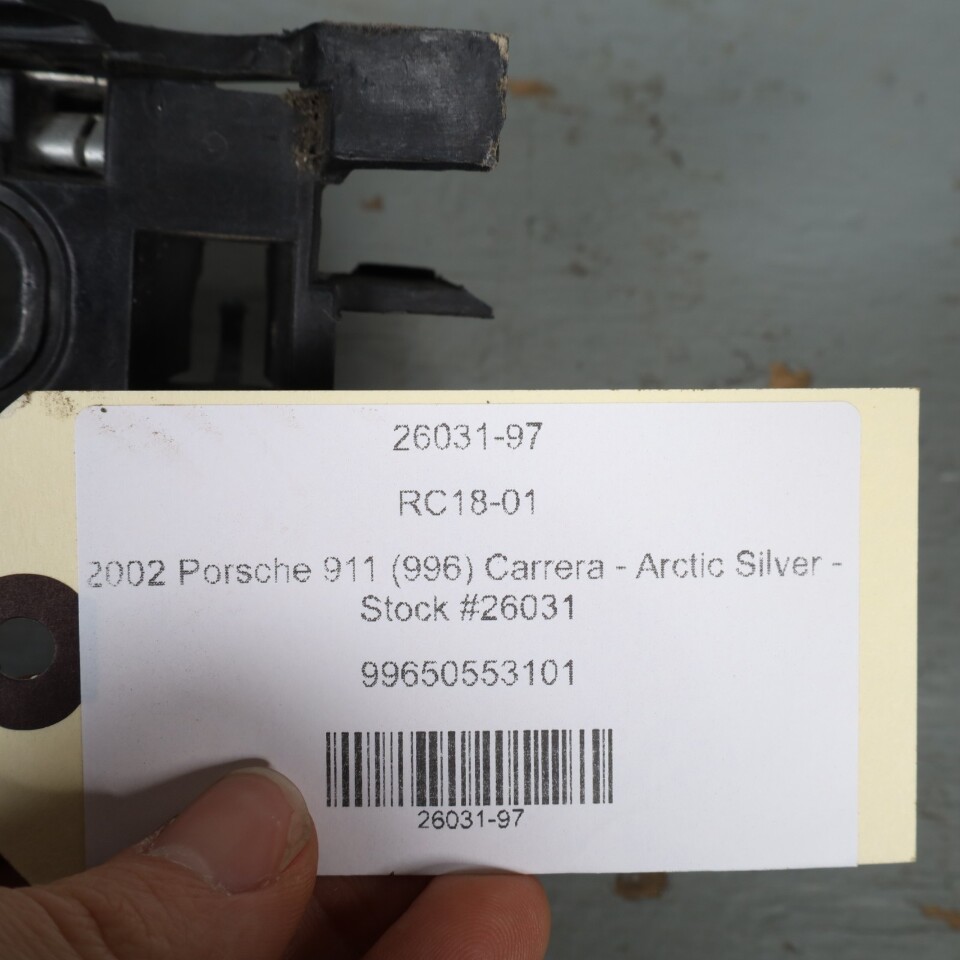 26031-97
RC18-01
2002 Porsche 911 (996) Carrera - Arctic Silver -
Stock #26031
99650553101
26031-97